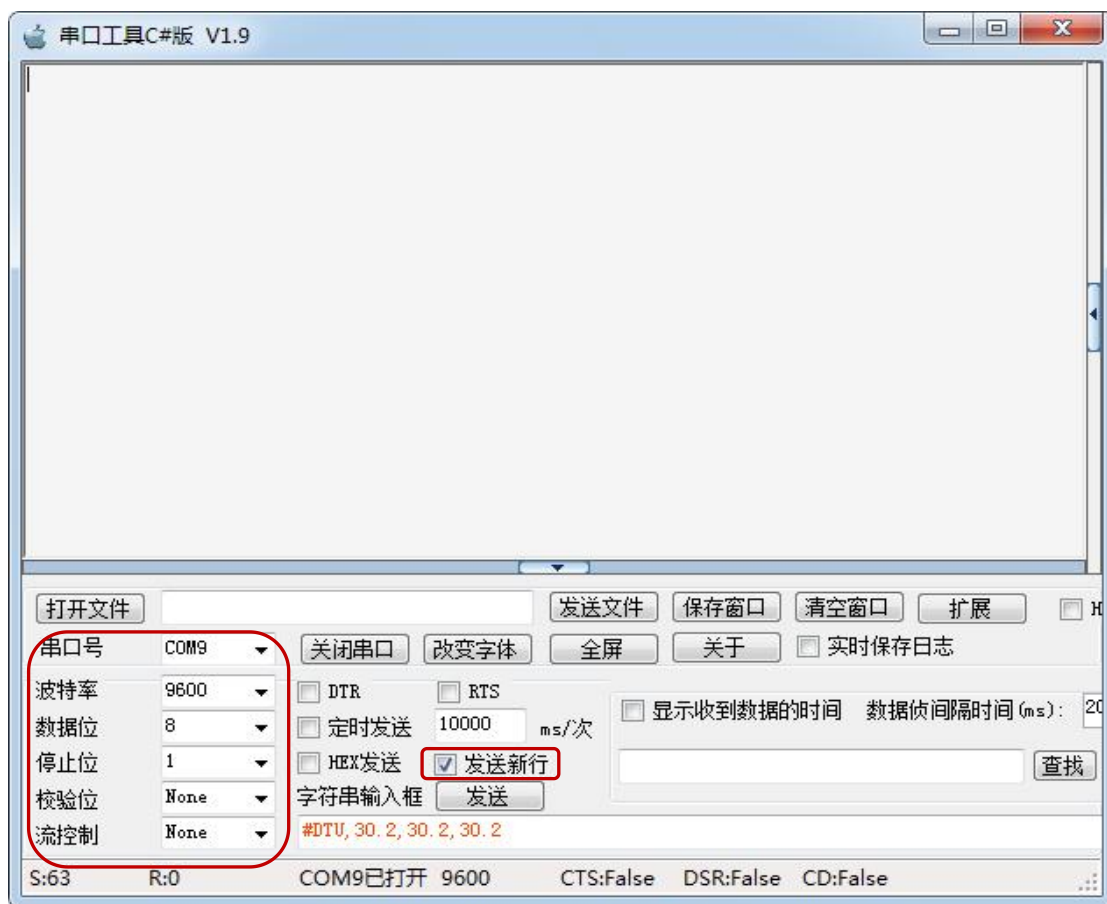 串口工具C#版 V1.9
打开文件 发送文件 保存窗口 清空窗口 扩展 H
串口号 COM9 关闭串口 改变字体 全屏 关于 实时保存日志
波特率 9600 DTR RTS
显示收到数据的时间 数据侦间隔时间(ms): 20
数据位 8 定时发送 10000 ms/次
停止位 1 HEX发送 发送新行 查找
校验位 None 字符串输入框 发送
流控制 None #DTU,30.2,30.2,30.2
S:63 R:0 COM9已打开 9600 CTS:False DSR:False CD:False